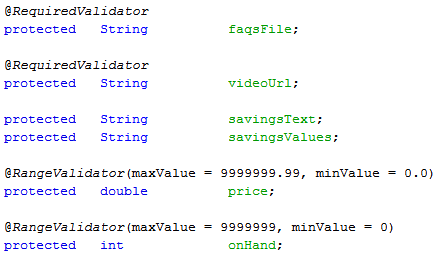 @RequiredValidator
protected String faqsFile;
@RequiredValidator
protected String videoUrl;
protected String savingsText;
protected String savingsValues;
@RangeValidator(maxValue = 9999999.99, minValue = 0.0)
protected double price;
@RangeValidator(maxValue = 9999999, minValue = 0)
protected int onHand;